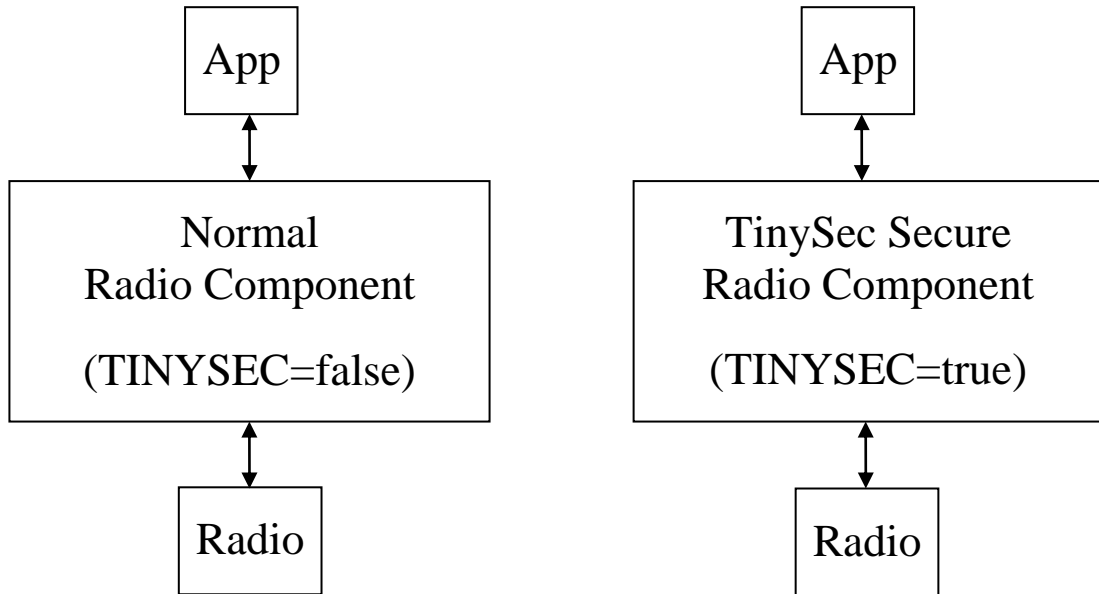 App
Normal
Radio Component
(TINYSEC=false)
Radio
App
TinySec Secure
Radio Component
(TINYSEC=true)
Radio